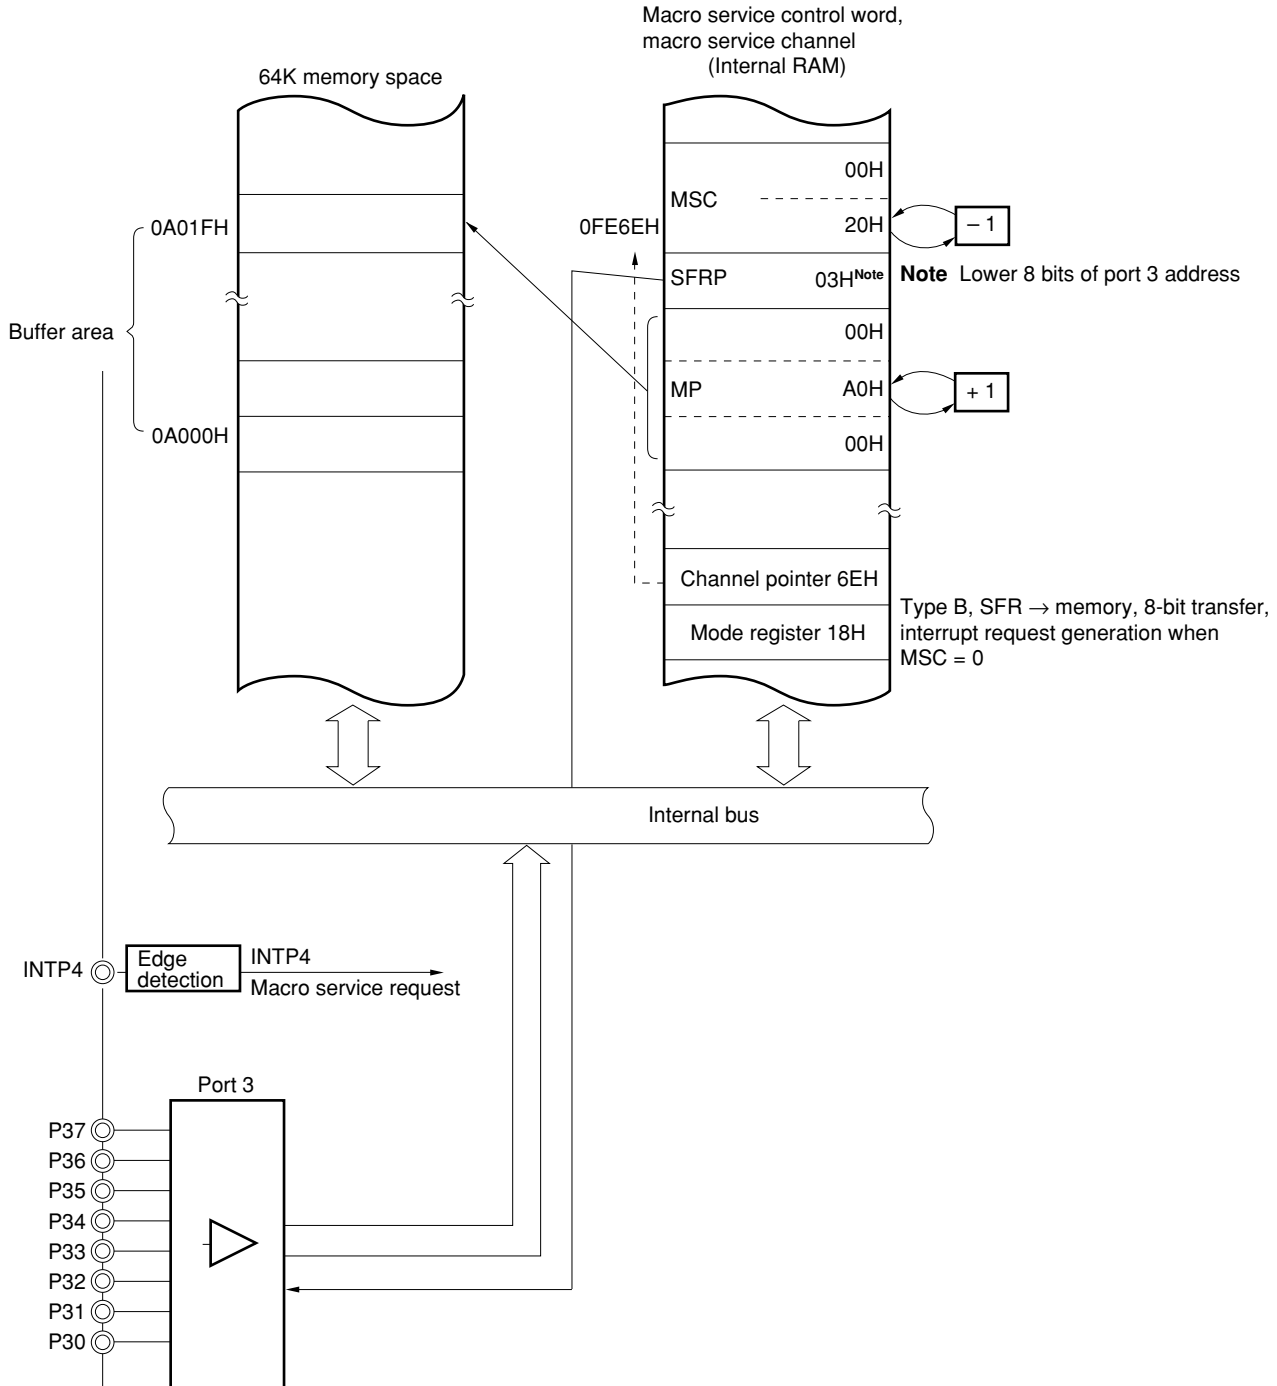 Macro service control word,
macro service channel
(Internal RAM)
64K memory space
00H
MSC
0A01FH
0FE6EH
20H
– 1
SFRP
03HNote
Note Lower 8 bits of port 3 address
Buffer area
00H
MP
A0H
+ 1
0A000H
00H
Channel pointer 6EH
Mode register 18H
Type B, SFR → memory, 8-bit transfer,
interrupt request generation when
MSC = 0
Internal bus
INTP4
Edge
detection
INTP4
Macro service request
Port 3
P37
P36
P35
P34
P33
P32
P31
P30